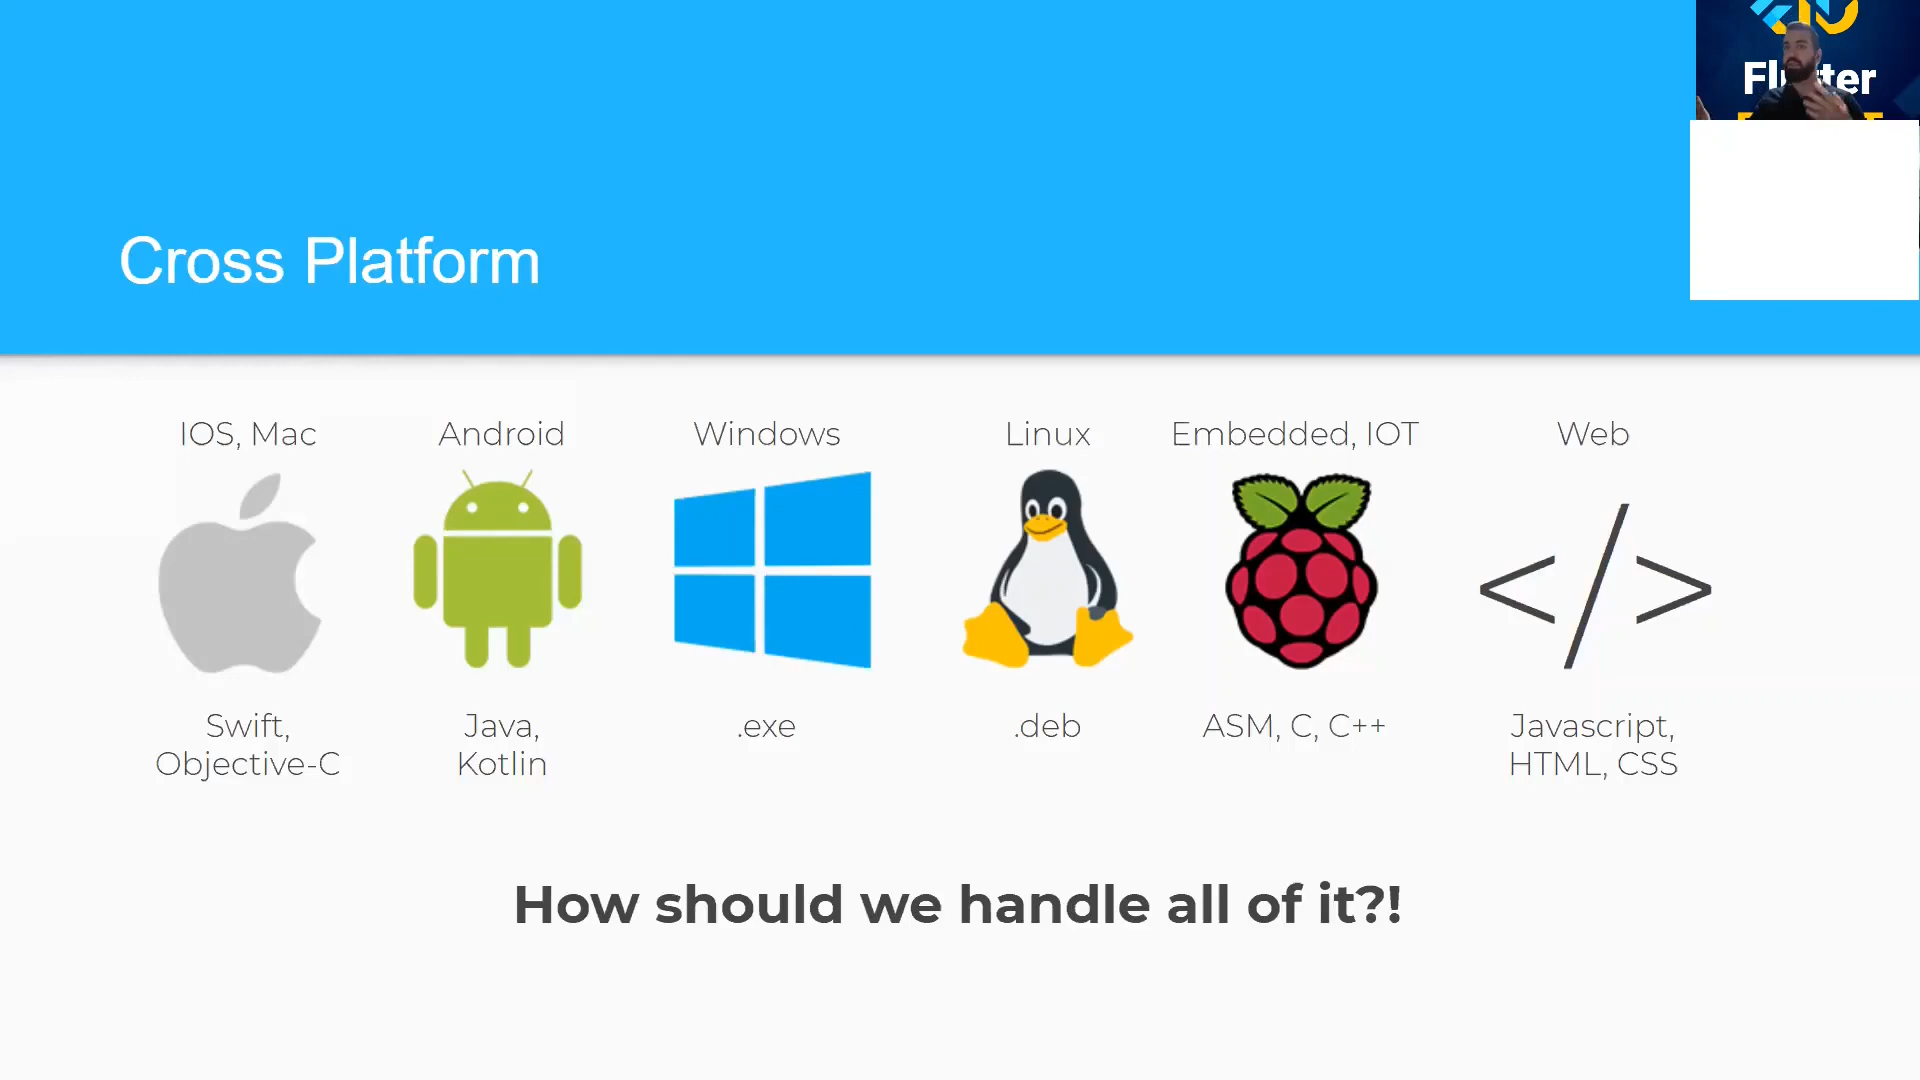 Flutter
Cross Platform
IOS, Mac
Android
Windows
Linux
Embedded, IOT
Web
Swift,
Objective-C
Java,
Kotlin
.exe
.deb
ASM, C, C++
Javascript,
HTML, CSS
How should we handle all of it?!